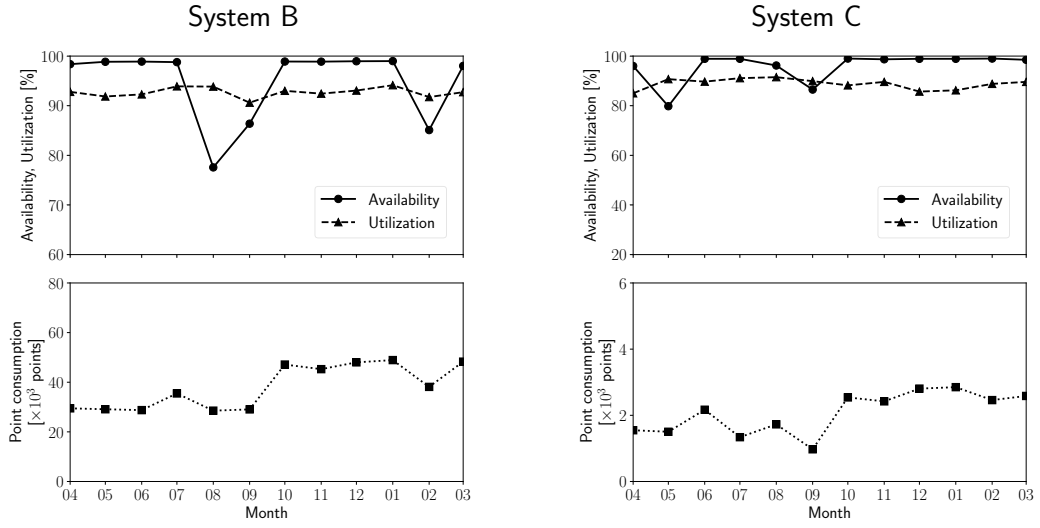 System B
Availability, Utilization [%]
100
90
80
70
60
Availability
Utilization
Point consumption
[×10³ points]
80
60
40
20
0
04 05 06 07 08 09 10 11 12 01 02 03
Month
System C
Availability, Utilization [%]
100
80
60
40
20
Availability
Utilization
Point consumption
[×10³ points]
6
4
2
0
04 05 06 07 08 09 10 11 12 01 02 03
Month